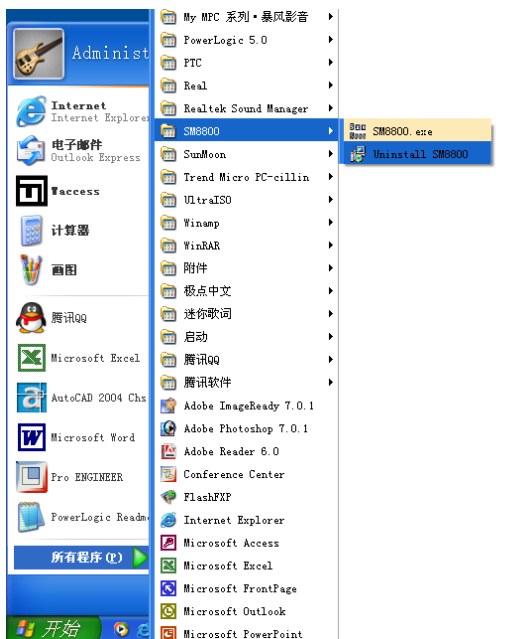 Administ
Internet
Internet Explorer
电子邮件
Outlook Express
Taccess
计算器
画图
腾讯QQ
Microsoft Excel
AutoCAD 2004 Chs
Microsoft Word
Pro ENGINEER
PowerLogic Readm
所有程序(P)
开始
My MPC 系列·暴风影音
PowerLogic 5.0
PTC
Real
Realtek Sound Manager
SM8800
SunMoon
Trend Micro PC-cillin
UltraISO
Winamp
WinRAR
附件
极点中文
迷你歌词
启动
腾讯QQ
腾讯软件
Adobe ImageReady 7.0.1
Adobe Photoshop 7.0.1
Adobe Reader 6.0
Conference Center
FlashFXP
Internet Explorer
Microsoft Access
Microsoft Excel
Microsoft FrontPage
Microsoft Outlook
Microsoft PowerPoint
SM8800.exe
Uninstall SM8800